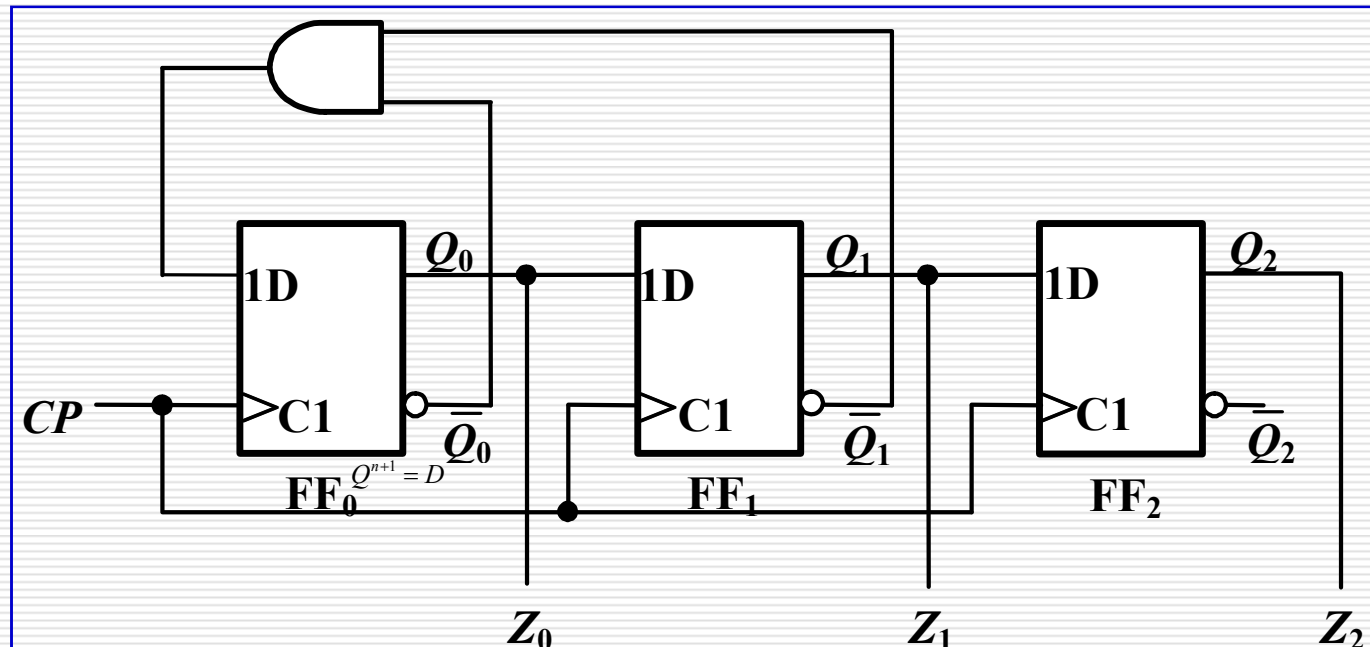 Q₀ Q₁ Q₂
1D 1D 1D
CP C1 C1 C1
Q̅₀ Q̅₁ Q̅₂
FF₀ Qⁿ⁺¹ = D FF₁ FF₂
Z₀ Z₁ Z₂